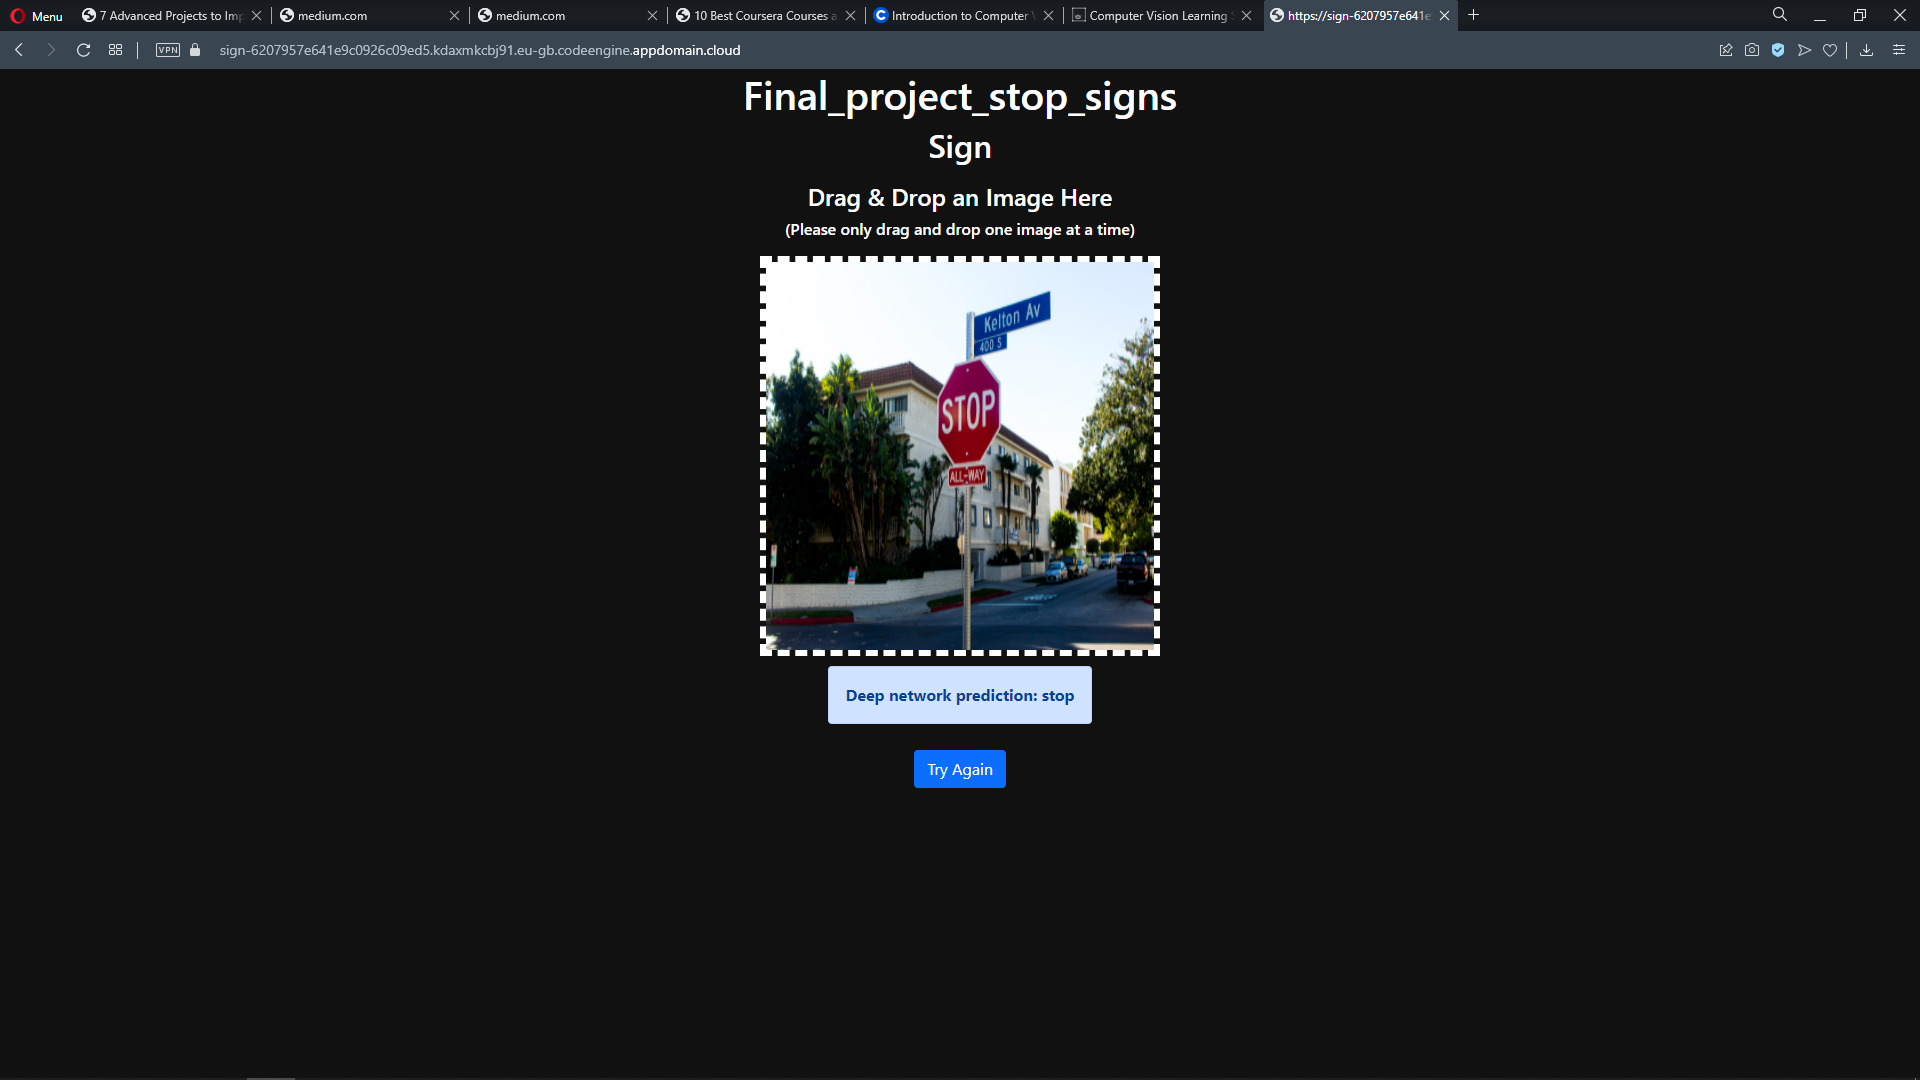 Menu
7 Advanced Projects to Imp
medium.com
medium.com
10 Best Coursera Courses a
Introduction to Computer
Computer Vision Learning
https://sign-6207957e641e
VPN
sign-6207957e641e9c0926c09ed5.kdaxmkcbj91.eu-gb.codeengine.appdomain.cloud
Final_project_stop_signs
Sign
Drag & Drop an Image Here
(Please only drag and drop one image at a time)
Kelton Av
400 S
STOP
ALL-WAY
Deep network prediction: stop
Try Again